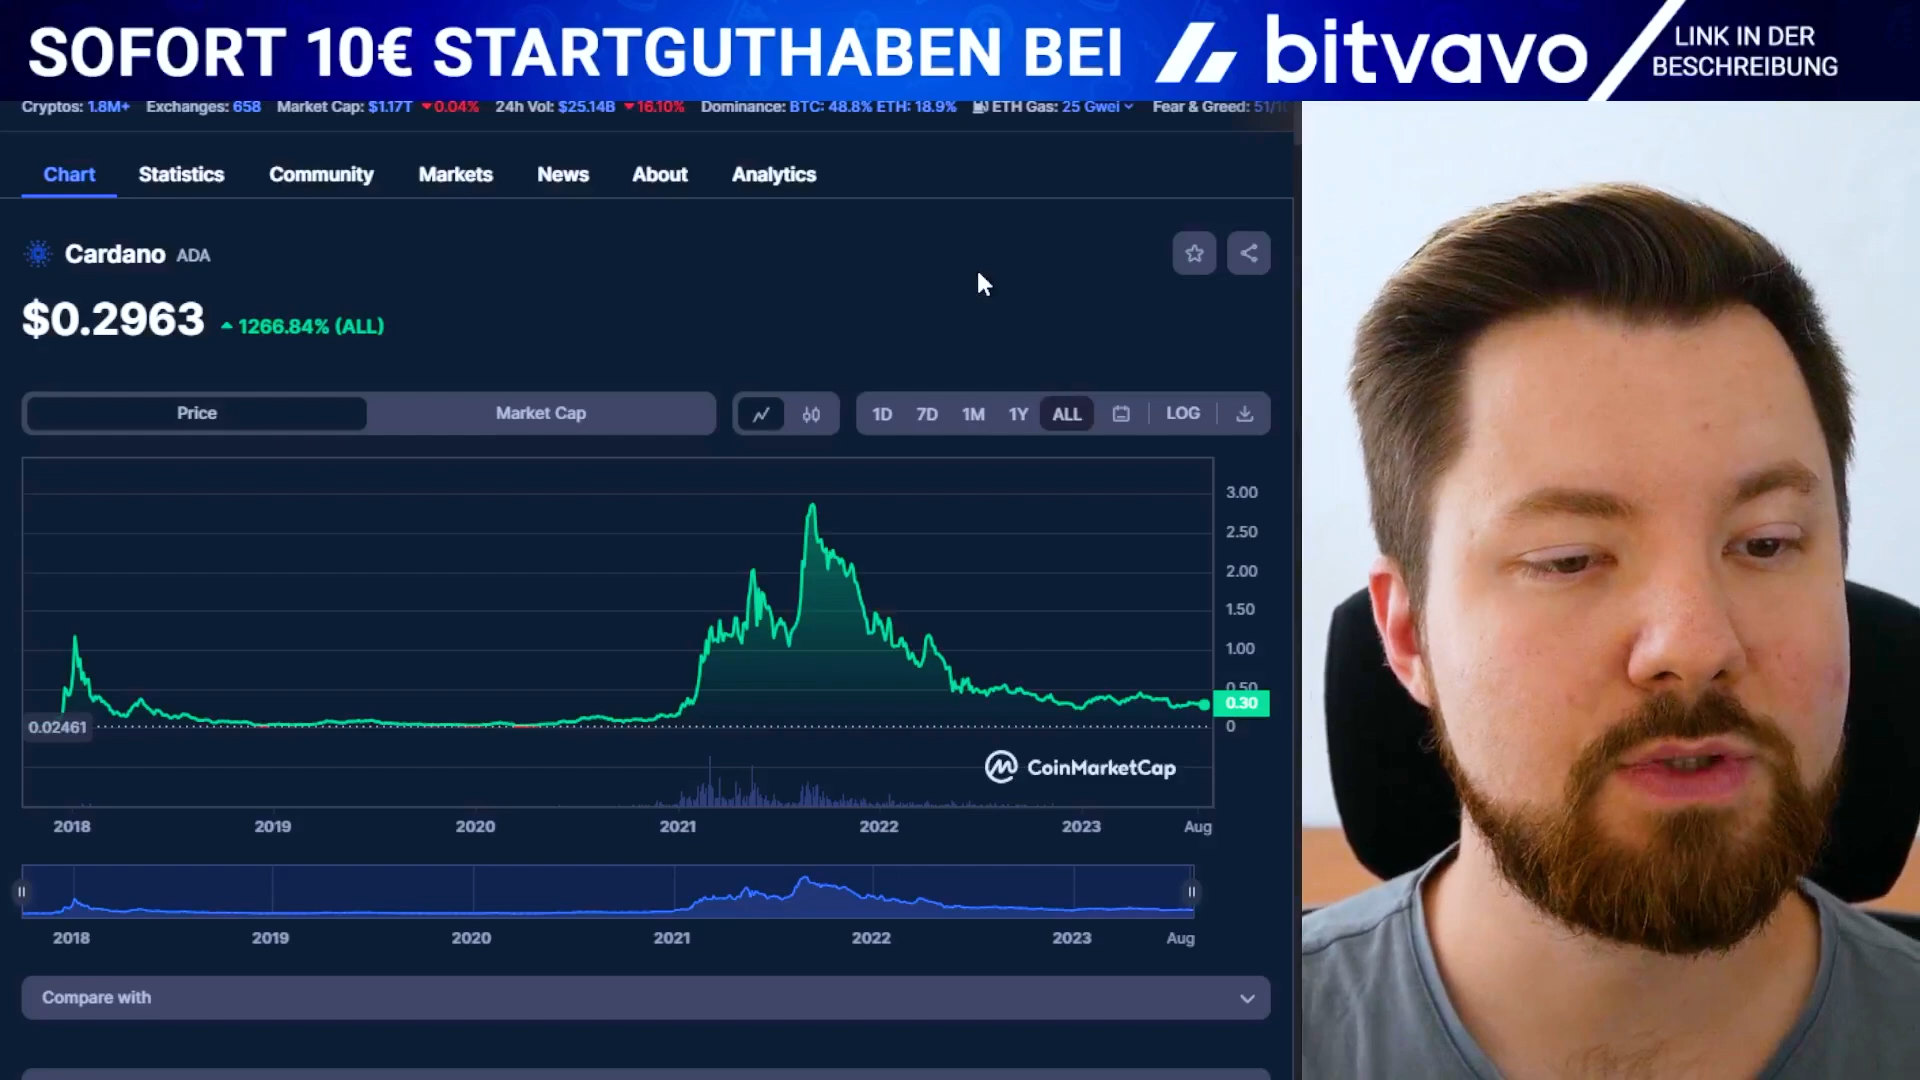 SOFORT 10€ STARTGUTHABEN BEI bitvavo
LINK IN DER
BESCHREIBUNG
Cryptos: 1.8M+ Exchanges: 658 Market Cap: $1.17T 0.04% 24h Vol: $25.14B 16.10% Dominance: BTC: 48.8% ETH: 18.9% ETH Gas: 25 Gwei Fear & Greed: 51/10
Chart Statistics Community Markets News About Analytics
Cardano ADA
$0.2963 1266.84% (ALL)
Price Market Cap 1D 7D 1M 1Y ALL LOG
3.00
2.50
2.00
1.50
1.00
0.50
0.30
0.02461 0
CoinMarketCap
2018 2019 2020 2021 2022 2023 Aug
2018 2019 2020 2021 2022 2023 Aug
Compare with